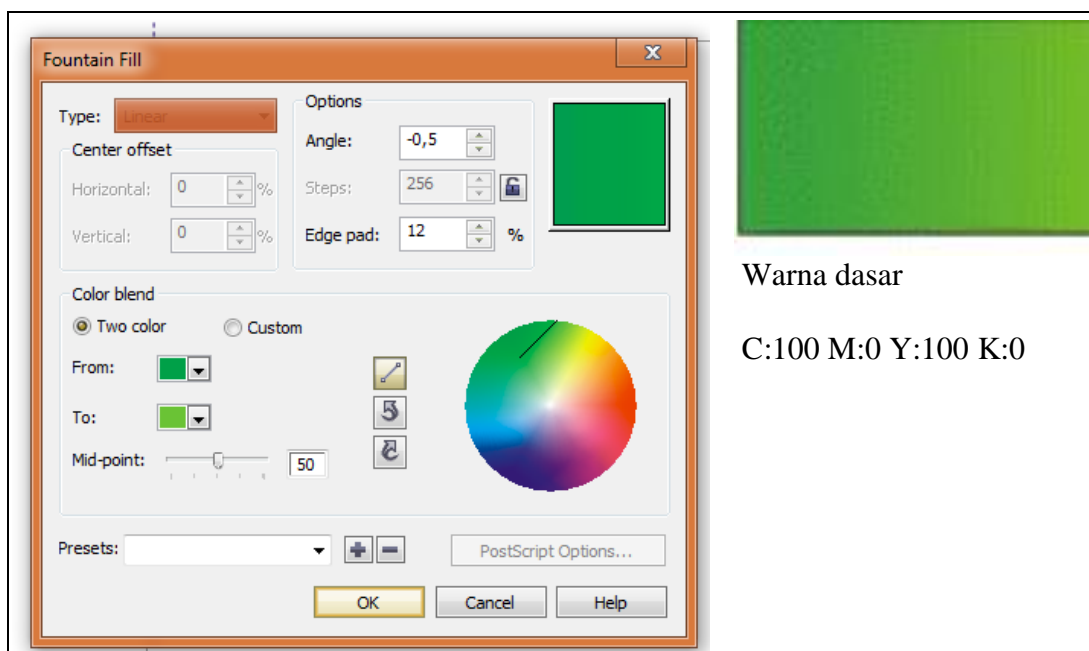 Fountain Fill
Type: Linear
Center offset
Horizontal: 0 %
Vertical: 0 %
Options
Angle: -0,5
Steps: 256
Edge pad: 12 %
Color blend
Two color Custom
From:
To:
Mid-point: 50
Presets:
PostScript Options...
OK Cancel Help
Warna dasar
C:100 M:0 Y:100 K:0